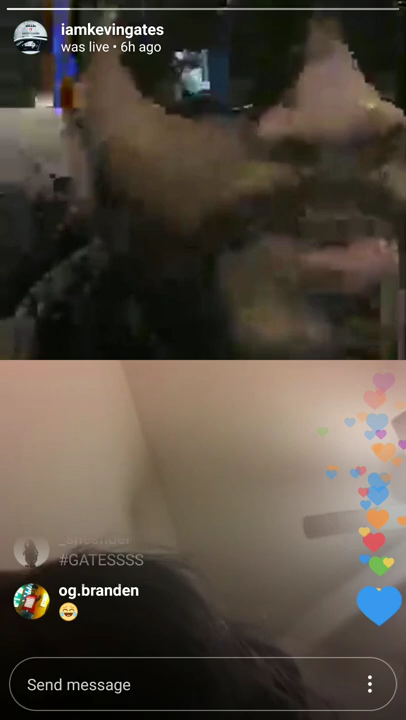 iamkevingates
was live • 6h ago
#GATESSSS
og.branden
😄
Send message